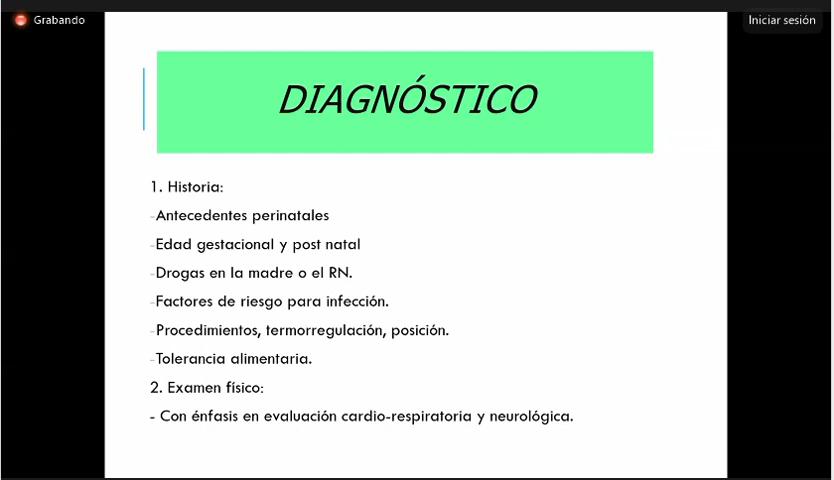 Grabando
Iniciar sesión
DIAGNÓSTICO
1. Historia:
-Antecedentes perinatales
-Edad gestacional y post natal
-Drogas en la madre o el RN.
-Factores de riesgo para infección.
-Procedimientos, termorregulación, posición.
-Tolerancia alimentaria.
2. Examen físico:
- Con énfasis en evaluación cardio-respiratoria y neurológica.